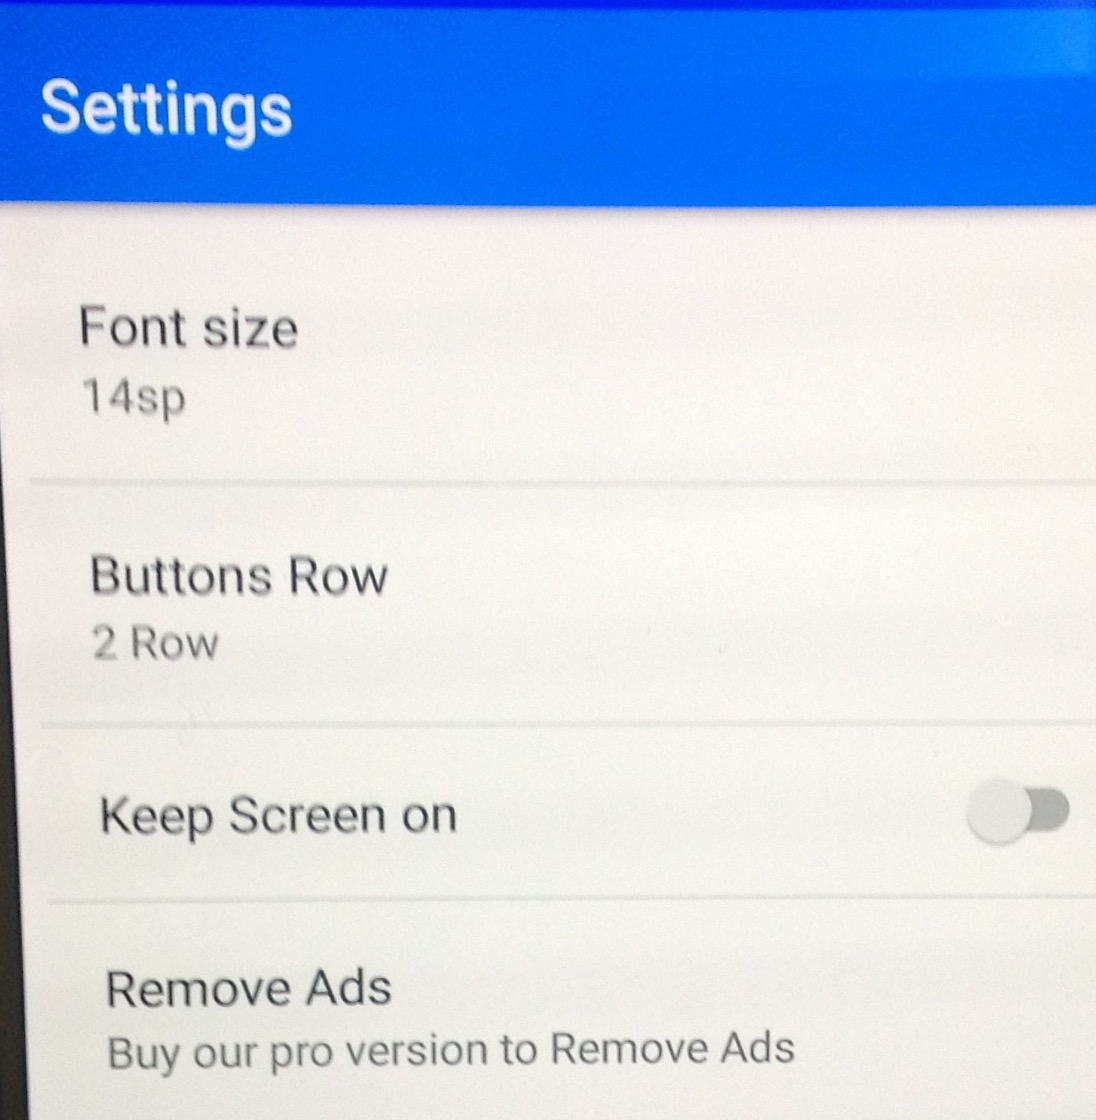 Settings
Font size
14sp
Buttons Row
2 Row
Keep Screen on
Remove Ads
Buy our pro version to Remove Ads